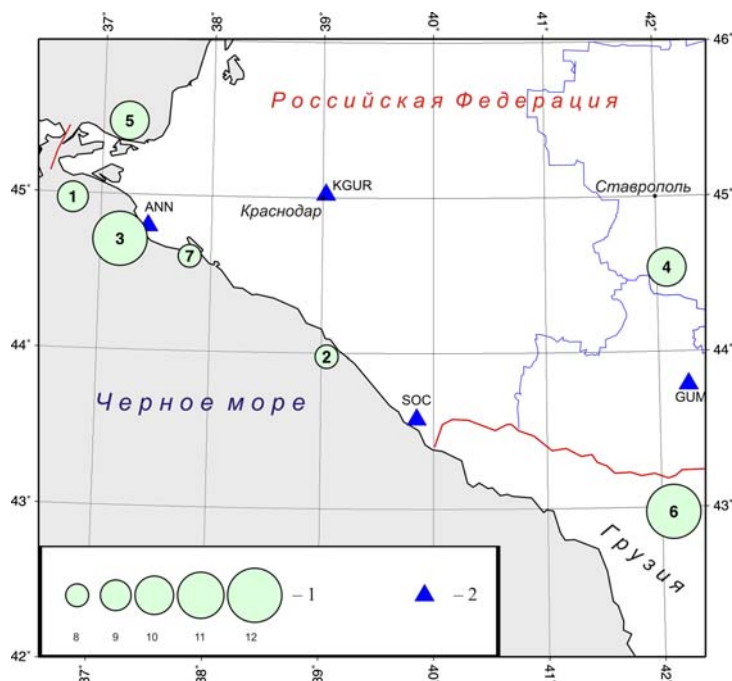 37° 38° 39° 40° 41° 42°
46° 46°
Российская Федерация
5
45° 45°
KGUR
Ставрополь
1
ANN
Краснодар
3
7
4
44° 44°
2
Черное море
SOC
GUM
43° 43°
6
Грузия
– 1 – 2
8 9 10 11 12
42° 42°
37° 38° 39° 40° 41° 42°